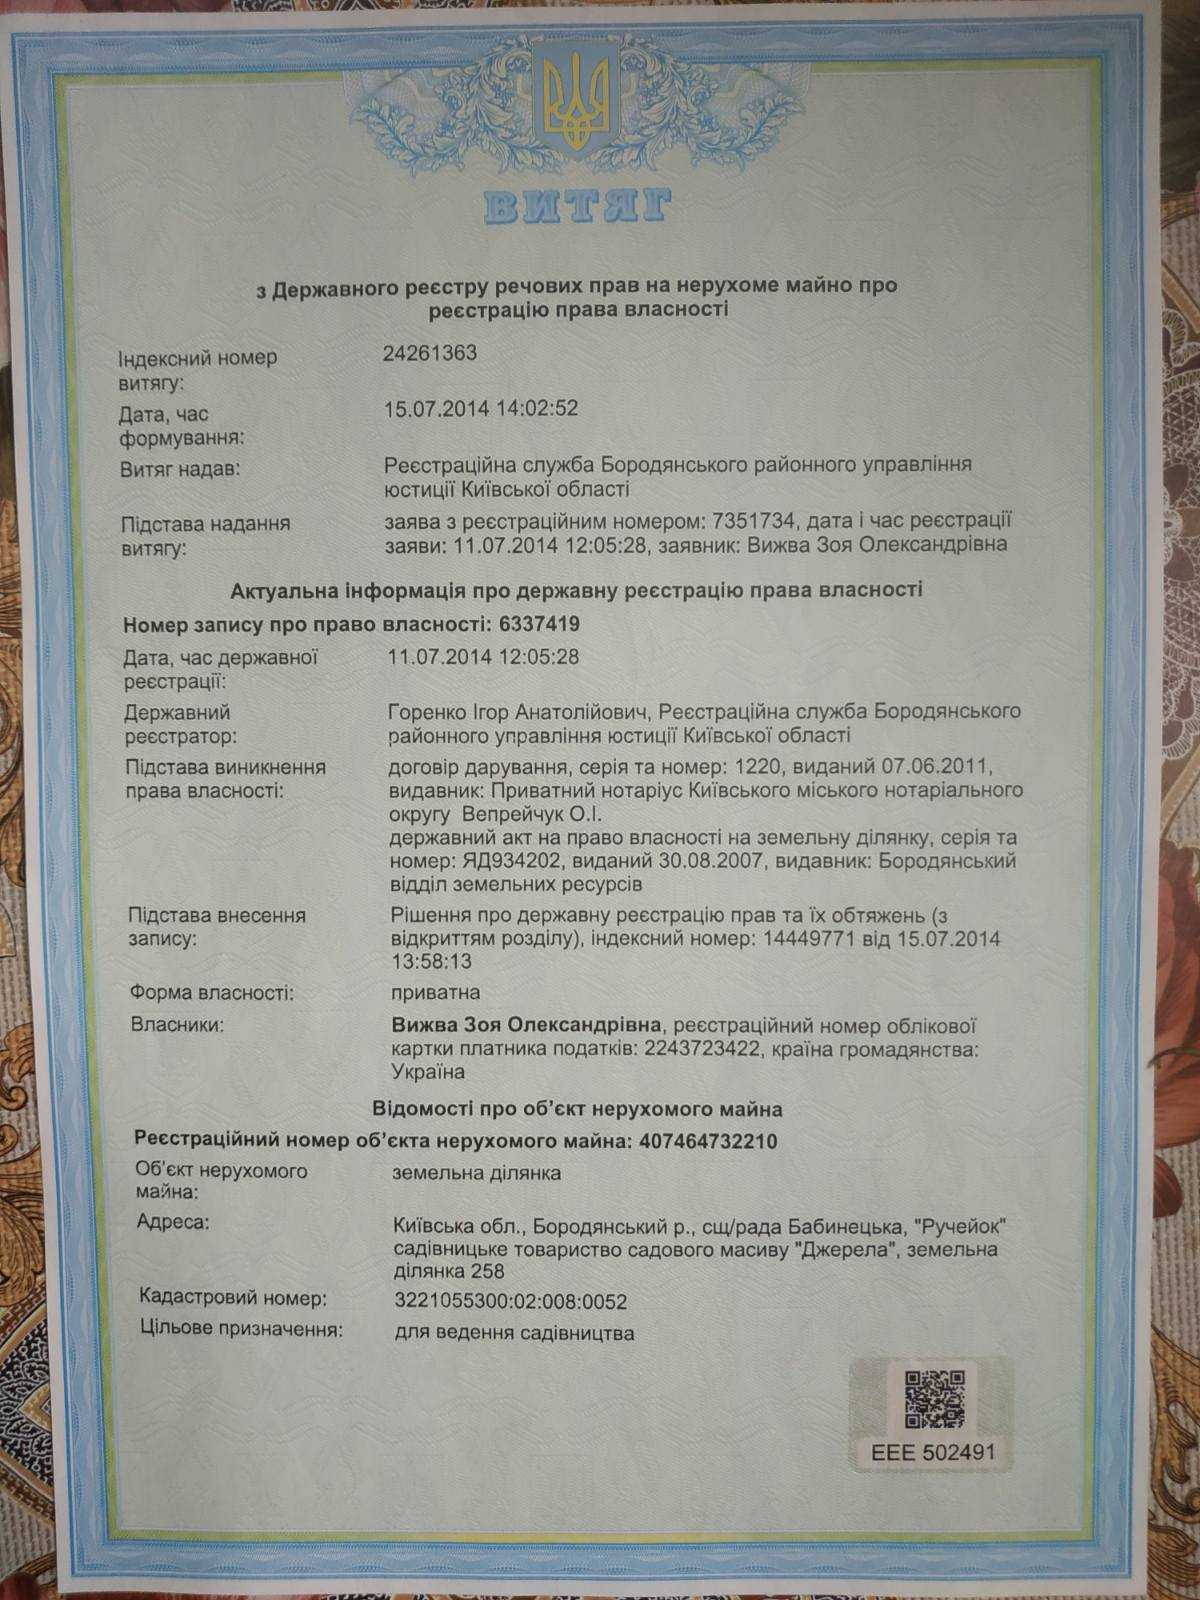 ВИТЯГ
з Державного реєстру речових прав на нерухоме майно про
реєстрацію права власності
Індексний номер
витягу:
24261363
Дата, час
формування:
15.07.2014 14:02:52
Витяг надав:
Реєстраційна служба Бородянського районного управління
юстиції Київської області
Підстава надання
витягу:
заява з реєстраційним номером: 7351734, дата і час реєстрації
заяви: 11.07.2014 12:05:28, заявник: Вижва Зоя Олександрівна
Актуальна інформація про державну реєстрацію права власності
Номер запису про право власності: 6337419
Дата, час державної
реєстрації:
11.07.2014 12:05:28
Державний
реєстратор:
Горенко Ігор Анатолійович, Реєстраційна служба Бородянського
районного управління юстиції Київської області
Підстава виникнення
права власності:
договір дарування, серія та номер: 1220, виданий 07.06.2011,
видавник: Приватний нотаріус Київського міського нотаріального
округу Вепрейчук О.І.
державний акт на право власності на земельну ділянку, серія та
номер: ЯД934202, виданий 30.08.2007, видавник: Бородянський
відділ земельних ресурсів
Підстава внесення
запису:
Рішення про державну реєстрацію прав та їх обтяжень (з
відкриттям розділу), індексний номер: 14449771 від 15.07.2014
13:58:13
Форма власності:
приватна
Власники:
Вижва Зоя Олександрівна, реєстраційний номер облікової
картки платника податків: 2243723422, країна громадянства:
Україна
Відомості про об'єкт нерухомого майна
Реєстраційний номер об'єкта нерухомого майна: 407464732210
Об'єкт нерухомого
майна:
земельна ділянка
Адреса:
Київська обл., Бородянський р., сщ/рада Бабинецька, "Ручейок"
садівницьке товариство садового масиву "Джерела", земельна
ділянка 258
Кадастровий номер:
3221055300:02:008:0052
Цільове призначення:
для ведення садівництва
ЕЕЕ 502491